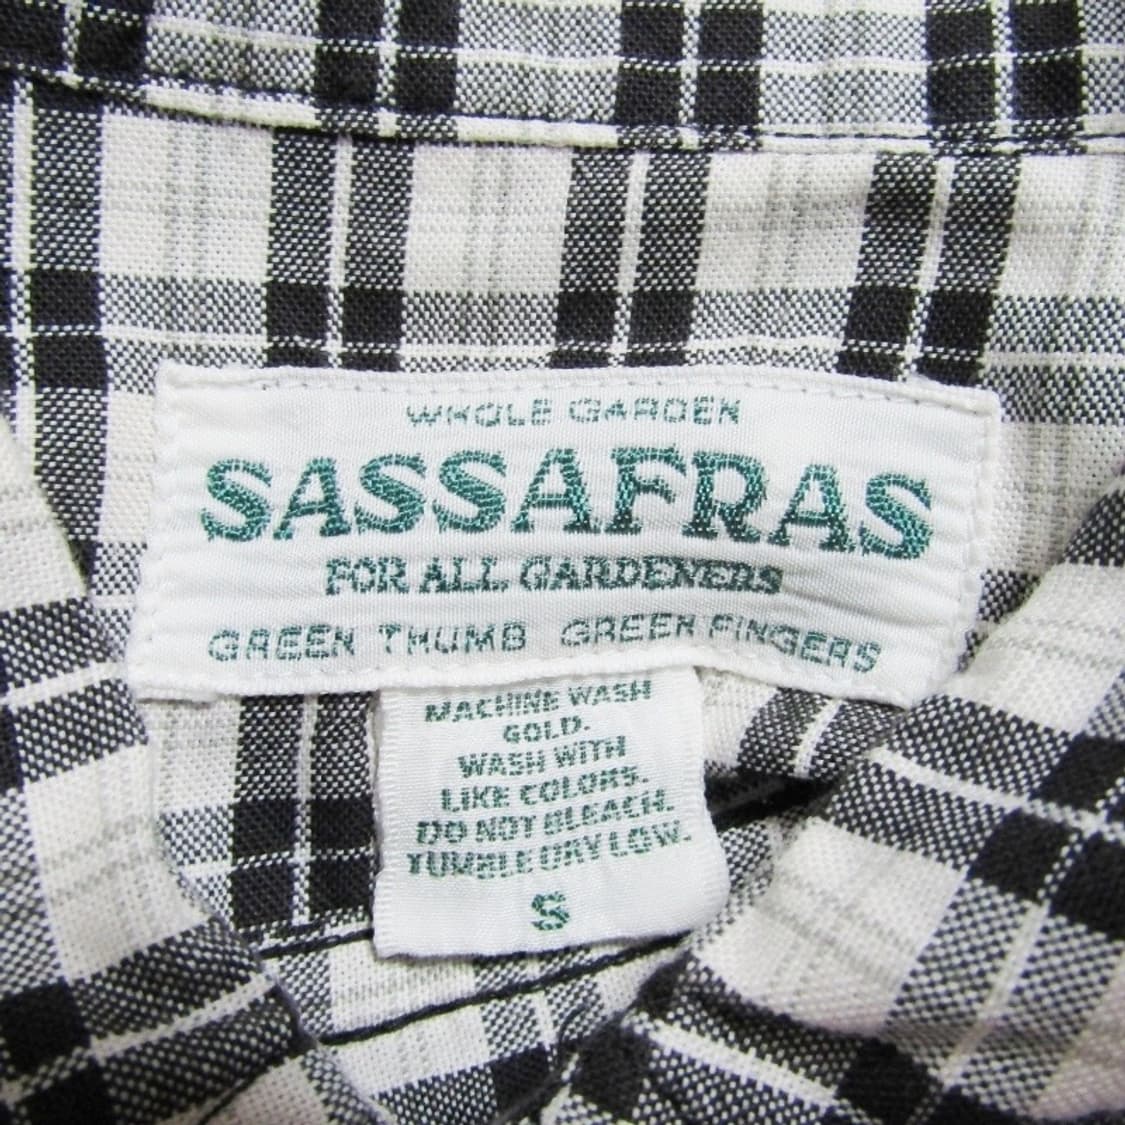 WHOLE GARDEN
SASSAFRAS
FOR ALL GARDENERS
GREEN THUMB GREEN FINGERS
MACHINE WASH
GOLD.
WASH WITH
LIKE COLORS.
DO NOT BLEACH.
TUMBLE DRY LOW.
S